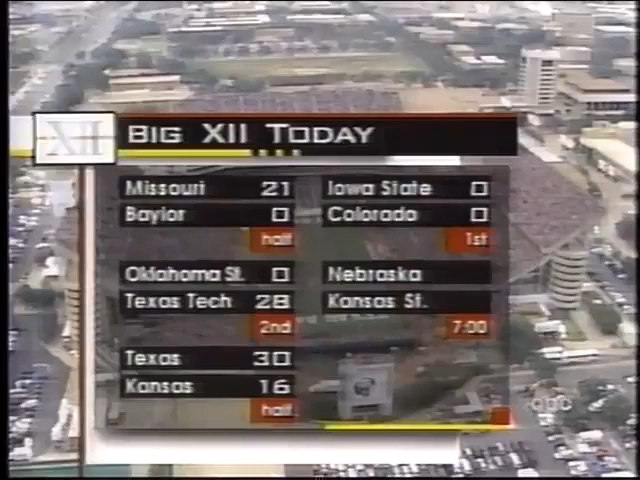 XII
BIG XII TODAY
Missouri 21
Baylor 0
half
Oklahoma St. 0
Texas Tech 28
2nd
Texas 30
Kansas 16
half
Iowa State 0
Colorado 0
1st
Nebraska
Kansas St.
7:00
abc